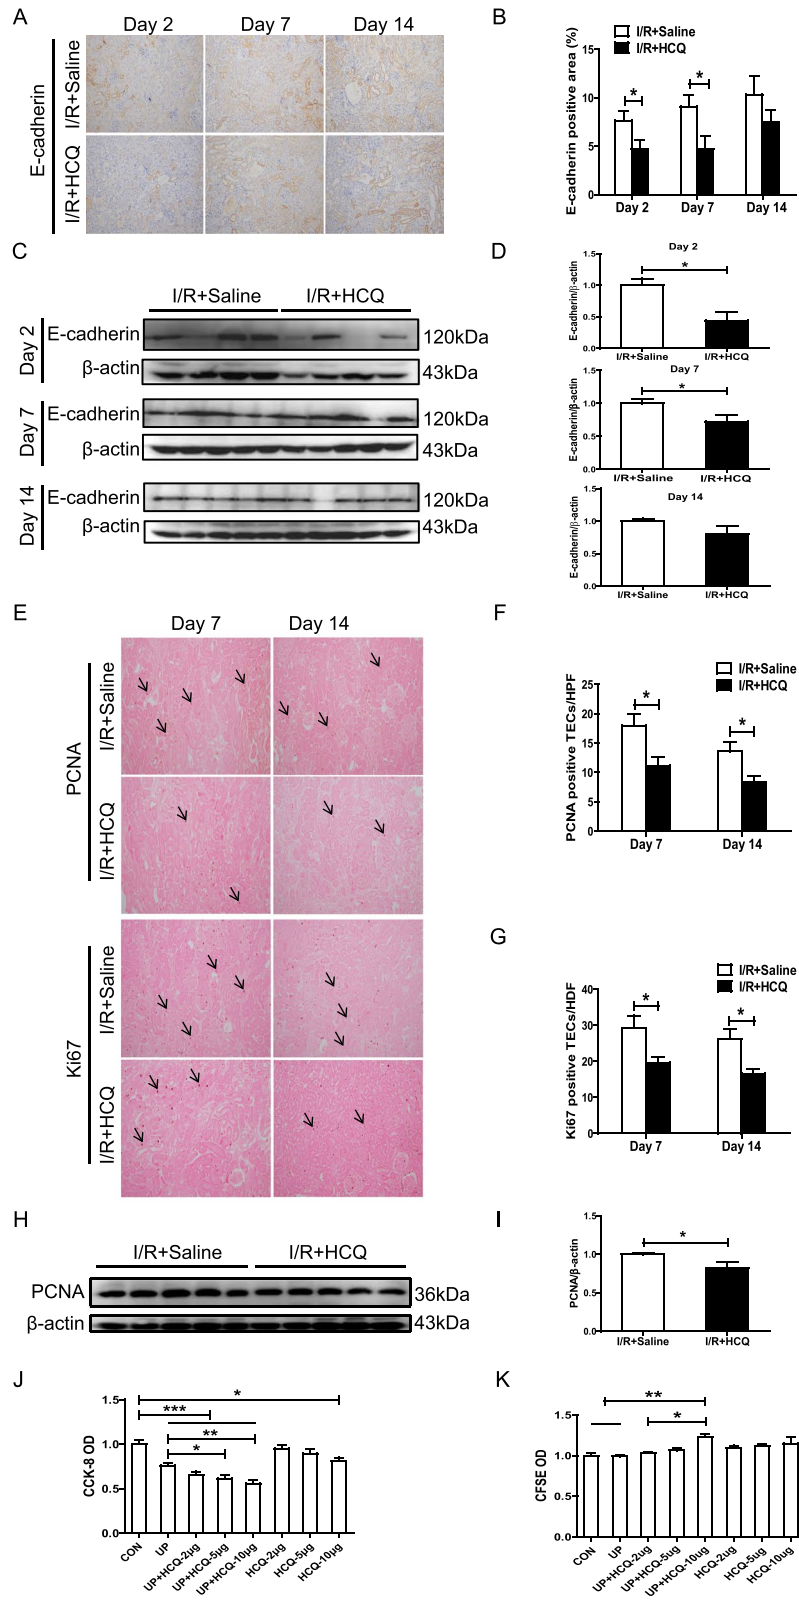 A
Day 2 Day 7 Day 14
E-cadherin
I/R+Saline
I/R+HCQ
B
I/R+Saline
I/R+HCQ
E-cadherin positive area (%)
15
10
5
0
* *
Day 2 Day 7 Day 14
C
I/R+Saline I/R+HCQ
Day 2
E-cadherin 120kDa
β-actin 43kDa
Day 7
E-cadherin 120kDa
β-actin 43kDa
Day 14
E-cadherin 120kDa
β-actin 43kDa
D
Day 2
E-cadherin/β-actin
1.5
1.0
0.5
0.0
*
I/R+Saline I/R+HCQ
Day 7
E-cadherin/β-actin
1.5
1.0
0.5
0.0
*
I/R+Saline I/R+HCQ
Day 14
E-cadherin/β-actin
1.5
1.0
0.5
0.0
I/R+Saline I/R+HCQ
E
Day 7 Day 14
PCNA
I/R+Saline
I/R+HCQ
Ki67
I/R+Saline
I/R+HCQ
F
I/R+Saline
I/R+HCQ
PCNA positive TECs/HPF
25
20
15
10
5
0
* *
Day 7 Day 14
G
I/R+Saline
I/R+HCQ
Ki67 positive TECs/HDF
40
30
20
10
0
* *
Day 7 Day 14
H
I/R+Saline I/R+HCQ
PCNA 36kDa
β-actin 43kDa
I
PCNA/β-actin
1.5
1.0
0.5
0.0
*
I/R+Saline I/R+HCQ
J
CCK-8 OD
1.5
1.0
0.5
0.0
*
***
**
*
CON UP UP+HCQ-2μg UP+HCQ-5μg UP+HCQ-10μg HCQ-2μg HCQ-5μg HCQ-10μg
K
CFSE OD
1.5
1.0
0.5
0.0
**
*
CON UP UP+HCQ-2ug UP+HCQ-5ug UP+HCQ-10ug HCQ-2ug HCQ-5ug HCQ-10ug